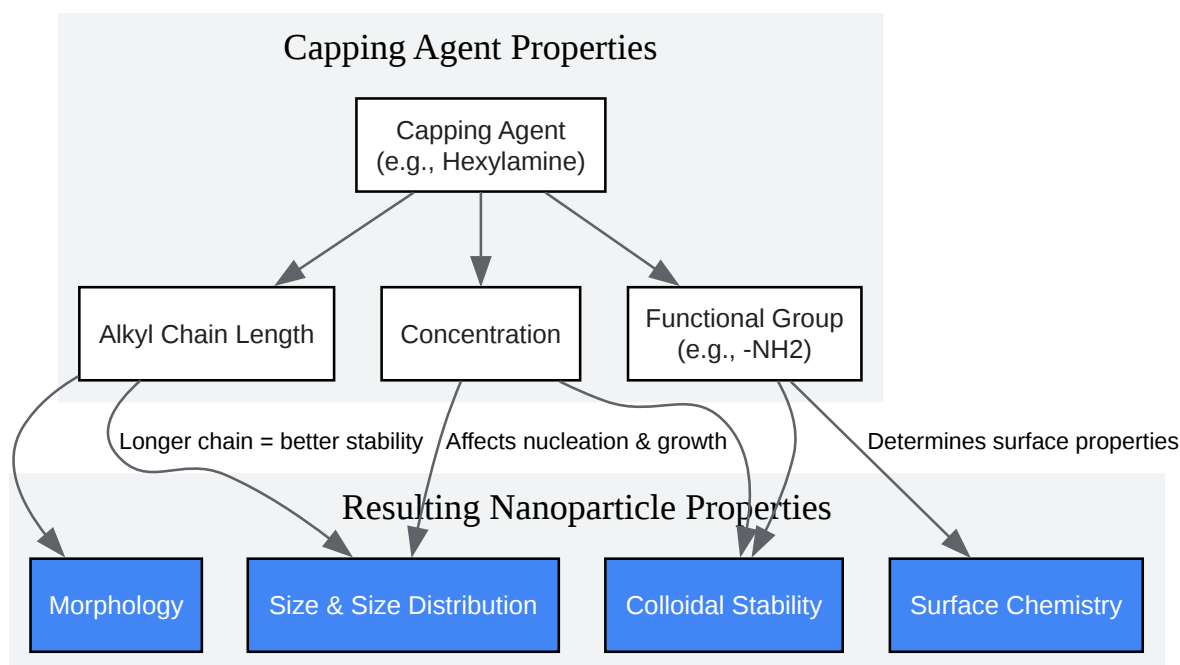 Capping Agent Properties
Capping Agent
(e.g., Hexylamine)
Alkyl Chain Length
Concentration
Functional Group
(e.g., -NH2)
Longer chain = better stability
Affects nucleation & growth
Determines surface properties
Resulting Nanoparticle Properties
Morphology
Size & Size Distribution
Colloidal Stability
Surface Chemistry